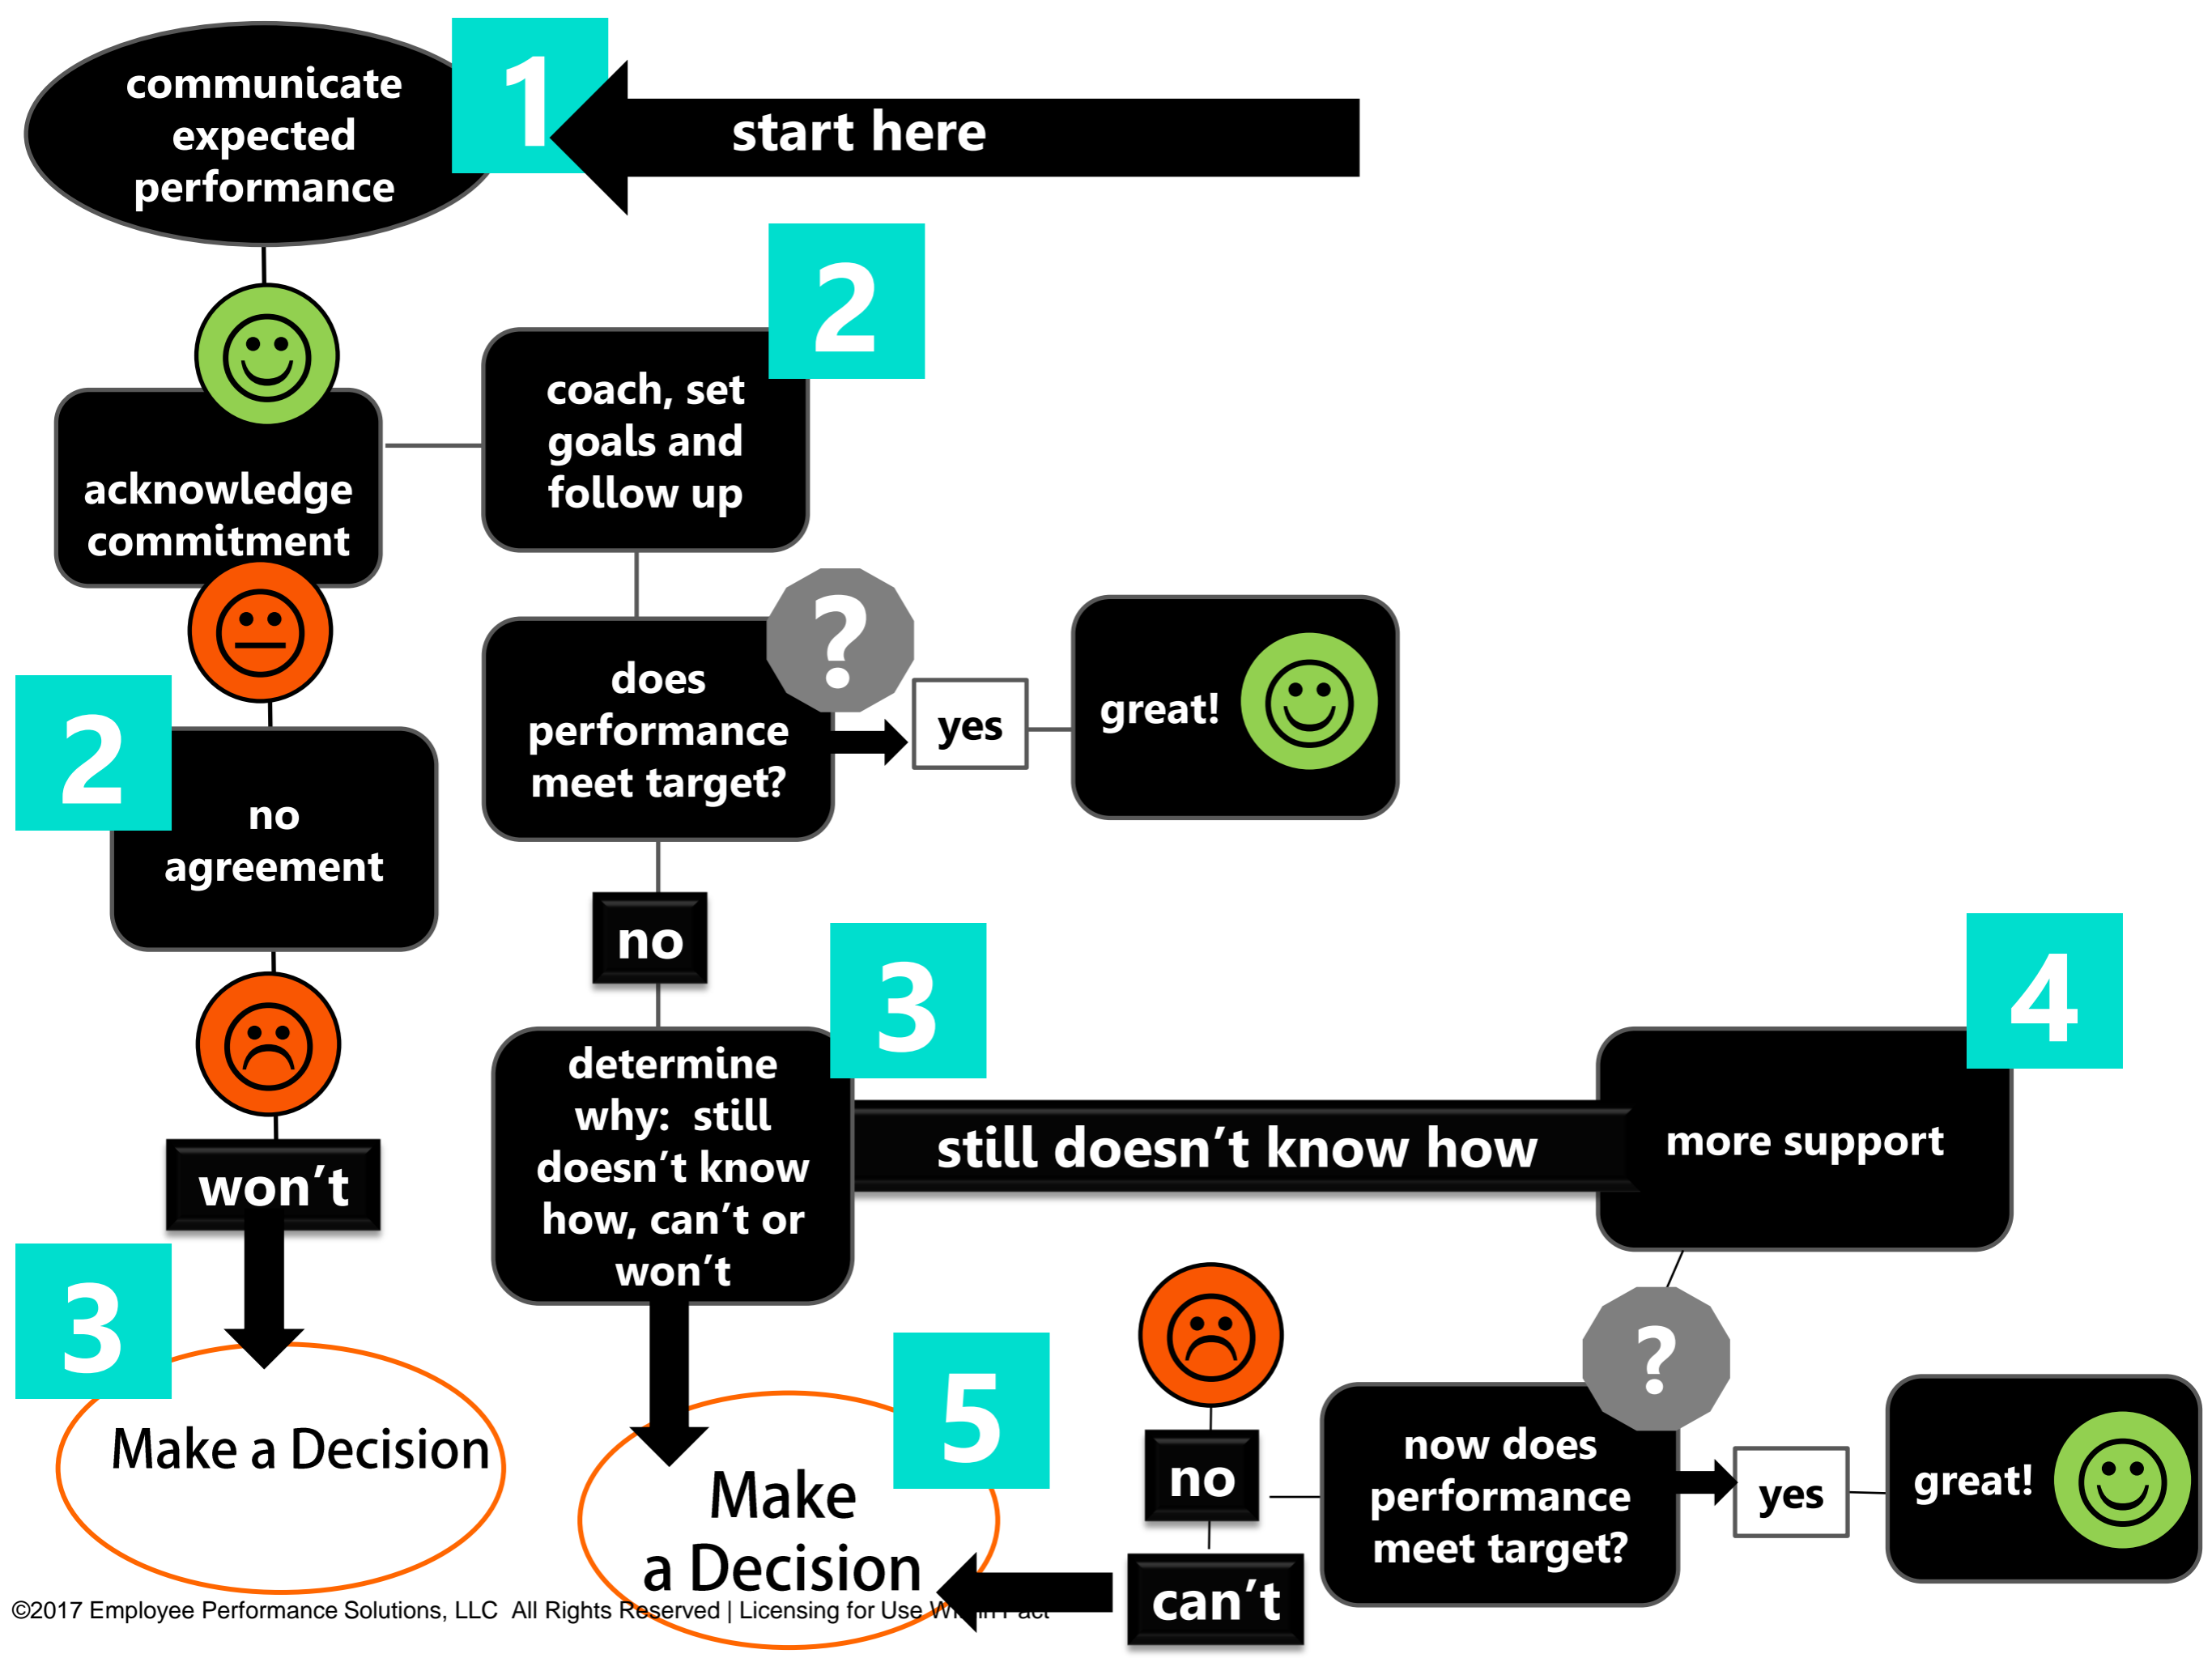 communicate
expected
performance
1
start here
2
coach, set
goals and
follow up
acknowledge
commitment
?
does
performance
meet target?
yes
great!
2
no
agreement
no
3
determine
why:  still
doesn’t know
how, can’t or
won’t
still doesn’t know how
4
more support
won’t
3
Make a Decision
5
Make
a Decision
?
now does
performance
meet target?
yes
great!
no
can’t
©2017 Employee Performance Solutions, LLC  All Rights Reserved | Licensing for Use Within Pact